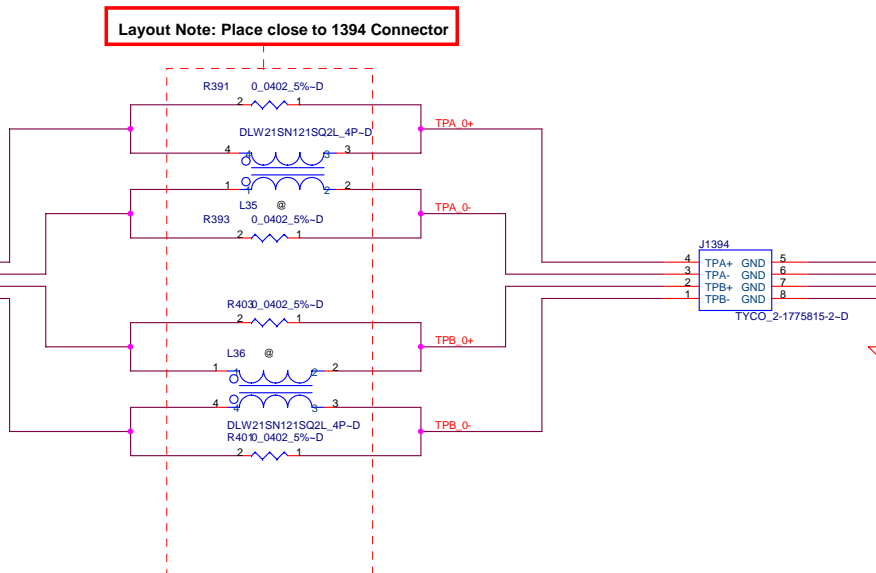 Layout Note: Place close to 1394 Connector
R391 0_0402_5%~D
2 1
TPA_0+
DLW21SN121SQ2L_4P~D
4 4 3 3
1 1 2 2
TPA_0-
L35 @
R393 0_0402_5%~D
2 1
J1394
4 TPA+ GND 5
3 TPA- GND 6
2 TPB+ GND 7
1 TPB- GND 8
TYCO_2-1775815-2~D
R403 0_0402_5%~D
2 1
TPB_0+
L36 @
1 1 2 2
4 4 3 3
DLW21SN121SQ2L_4P~D
TPB_0-
R401 0_0402_5%~D
2 1